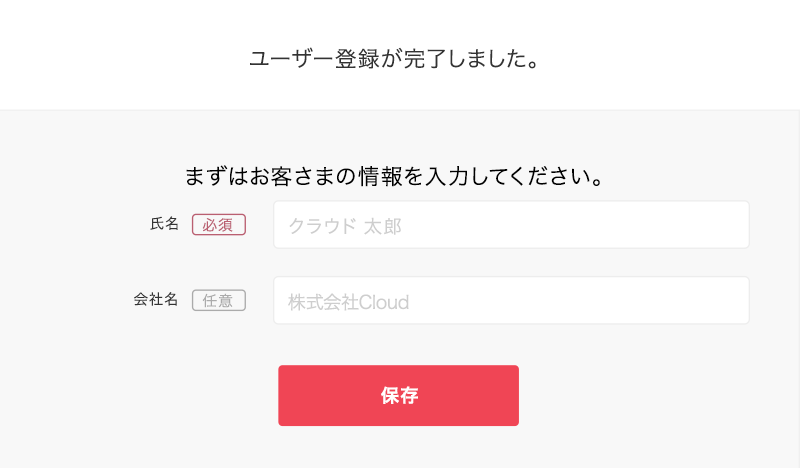 ユーザー登録が完了しました。
まずはお客さまの情報を入力してください。
氏名 必須 クラウド 太郎
会社名 任意 株式会社Cloud
保存